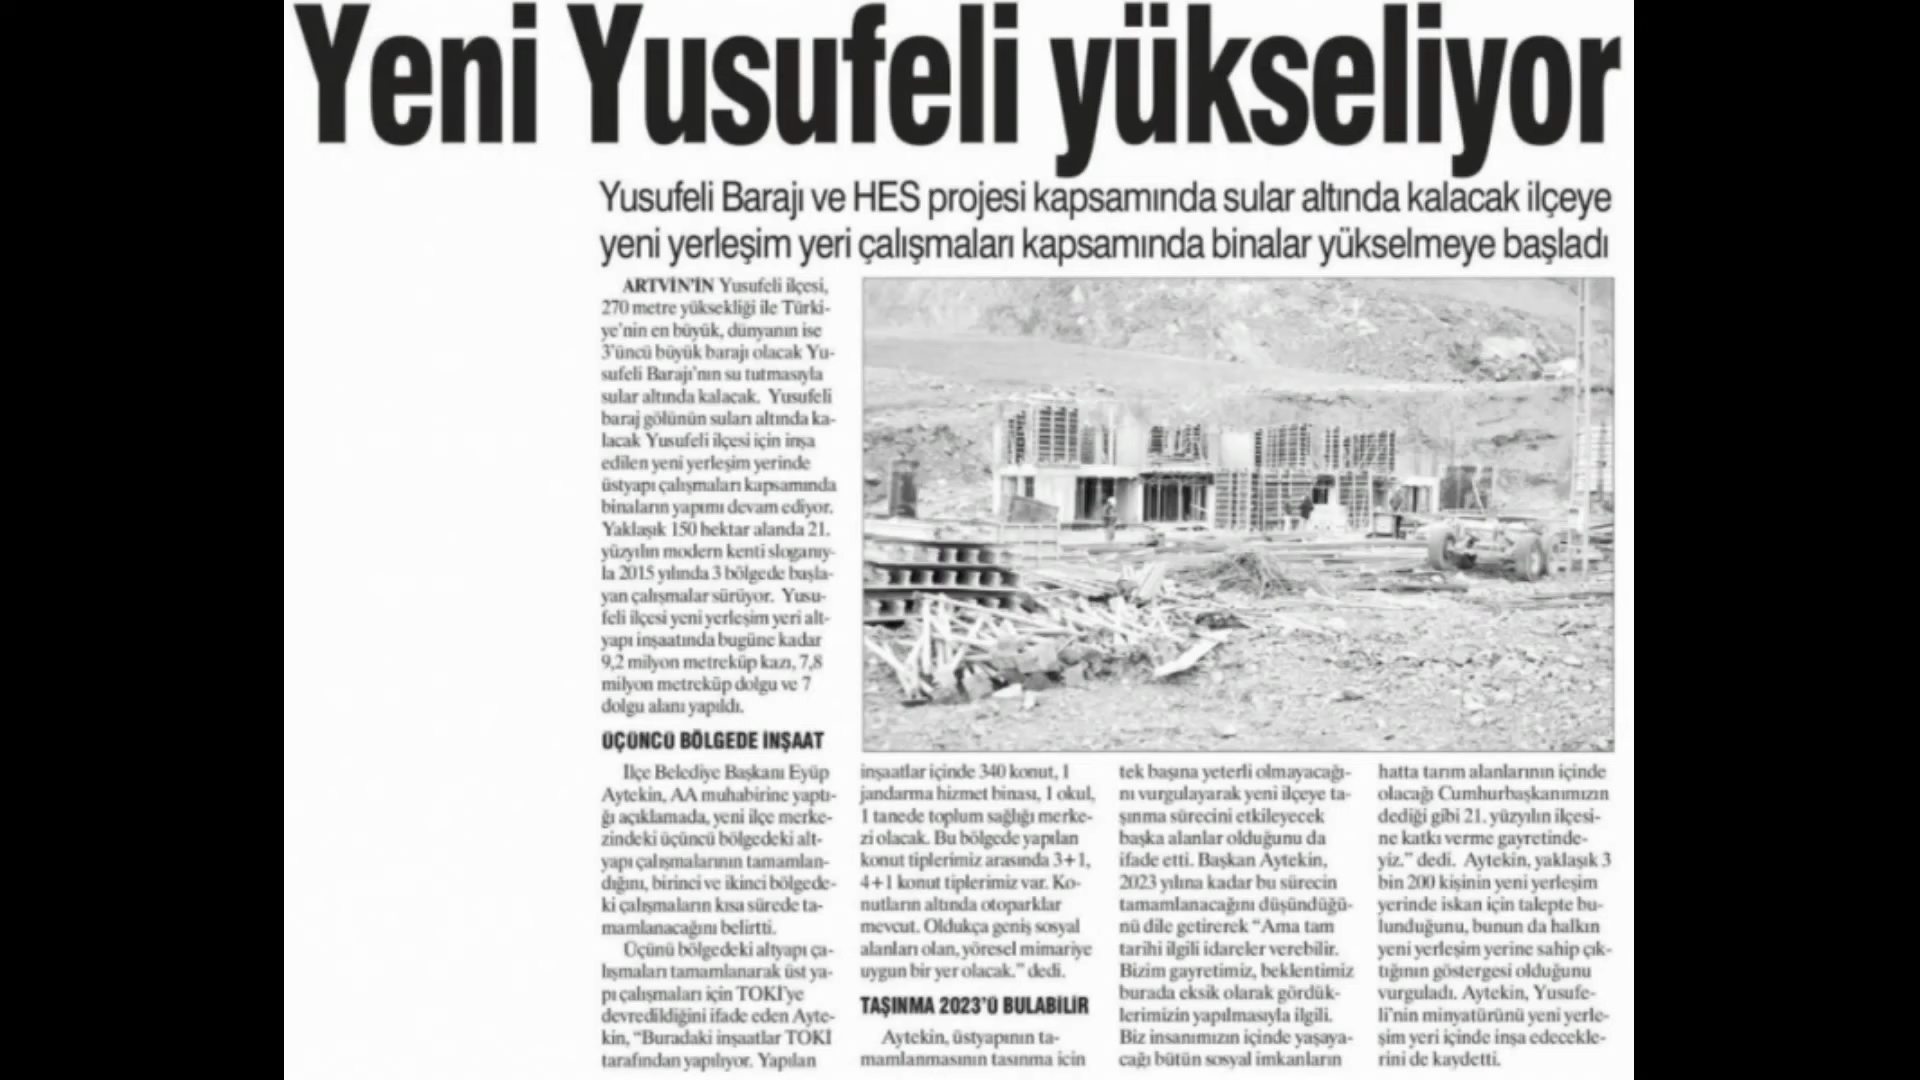 Yeni Yusufeli yükseliyor
Yusufeli Barajı ve HES projesi kapsamında sular altında kalacak ilçeye
yeni yerleşim yeri çalışmaları kapsamında binalar yükselmeye başladı
ARTVİN'İN Yusufeli ilçesi,
270 metre yüksekliği ile Türki-
ye'nin en büyük, dünyanın ise
3'üncü büyük barajı olacak Yu-
sufeli Barajı'nın su tutmasıyla
sular altında kalacak. Yusufeli
baraj gölünün suları altında ka-
lacak Yusufeli ilçesi için inşa
edilen yeni yerleşim yerinde
üstyapı çalışmaları kapsamında
binaların yapımı devam ediyor.
Yaklaşık 150 hektar alanda 21.
yüzyılın modern kenti sloganıy-
la 2015 yılında 3 bölgede başla-
yan çalışmalar sürüyor. Yusu-
feli ilçesi yeni yerleşim yeri alt-
yapı inşaatında bugüne kadar
9,2 milyon metreküp kazı, 7,8
milyon metreküp dolgu ve 7
dolgu alanı yapıldı.
ÜÇÜNCÜ BÖLGEDE İNŞAAT
İlçe Belediye Başkanı Eyüp
Aytekin, AA muhabirine yaptı-
ğı açıklamada, yeni ilçe merke-
zindeki üçüncü bölgedeki alt-
yapı çalışmalarının tamamlan-
dığını, birinci ve ikinci bölgede-
ki çalışmaların kısa sürede ta-
mamlanacağını belirtti.
Üçünü bölgedeki altyapı ça-
lışmaları tamamlanarak üst ya-
pı çalışmaları için TOKİ'ye
devredildiğini ifade eden Ayte-
kin, "Buradaki inşaatlar TOKİ
tarafından yapılıyor. Yapılan
inşaatlar içinde 340 konut, 1
jandarma hizmet binası, 1 okul,
1 tanede toplum sağlığı merke-
zi olacak. Bu bölgede yapılan
konut tiplerimiz arasında 3+1,
4+1 konut tiplerimiz var. Ko-
nutların altında otoparklar
mevcut. Oldukça geniş sosyal
alanları olan, yöresel mimariye
uygun bir yer olacak." dedi.
TAŞINMA 2023'Ü BULABİLİR
Aytekin, üstyapının ta-
mamlanmasının taşınma için
tek başına yeterli olmayacağı-
nı vurgulayarak yeni ilçeye ta-
şınma sürecini etkileyecek
başka alanlar olduğunu da
ifade etti. Başkan Aytekin,
2023 yılına kadar bu sürecin
tamamlanacağını düşündüğü-
nü dile getirerek "Ama tam
tarihi ilgili idareler verebilir.
Bizim gayretimiz, beklentimiz
burada eksik olarak gördük-
lerimizin yapılmasıyla ilgili.
Biz insanımızın içinde yaşaya-
cağı bütün sosyal imkanların
hatta tarım alanlarının içinde
olacağı Cumhurbaşkanımızın
dediği gibi 21. yüzyılın ilçesi-
ne katkı verme gayretinde-
yiz." dedi. Aytekin, yaklaşık 3
bin 200 kişinin yeni yerleşim
yerinde iskan için talepte bu-
lunduğunu, bunun da halkın
yeni yerleşim yerine sahip çık-
tığının göstergesi olduğunu
vurguladı. Aytekin, Yusufe-
li'nin minyatürünü yeni yerle-
şim yeri içinde inşa edecekle-
rini de kaydetti.